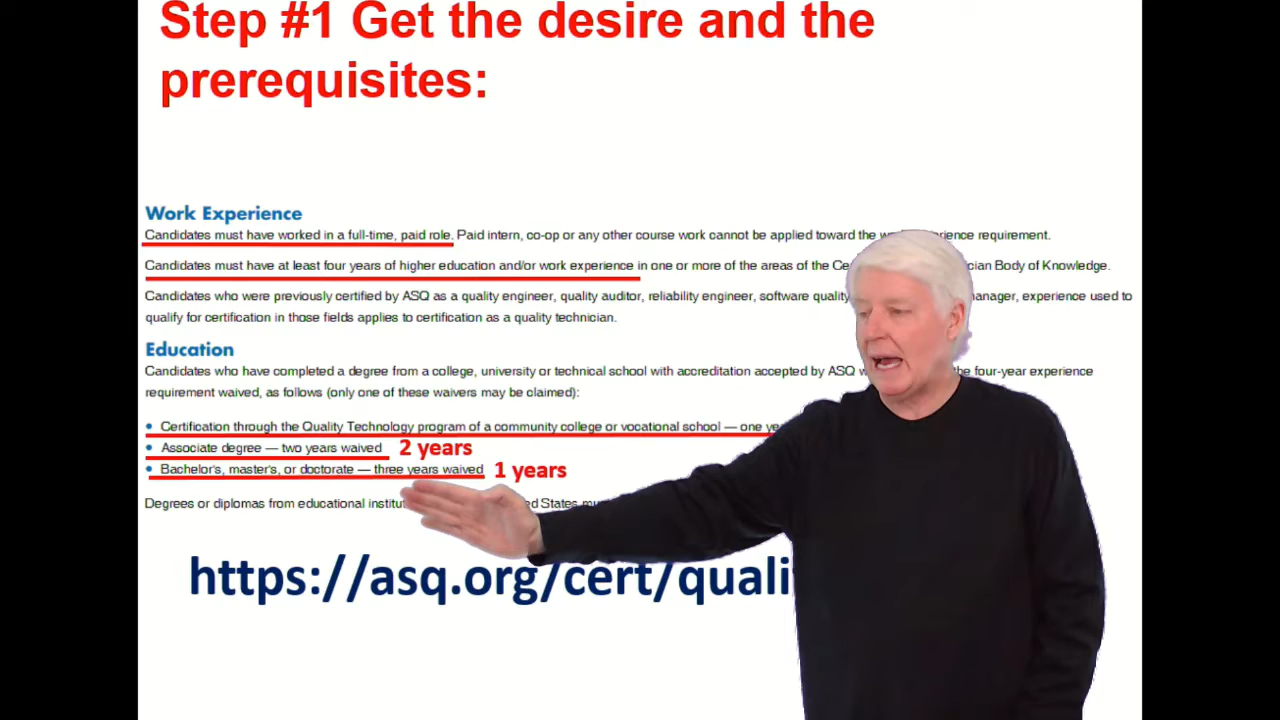 Step #1 Get the desire and the
prerequisites:
Work Experience
Candidates must have worked in a full-time, paid role. Paid intern, co-op or any other course work cannot be applied toward the requirement.
Candidates must have at least four years of higher education and/or work experience in one or more of the areas of the Body of Knowledge.
Candidates who were previously certified by ASQ as a quality engineer, quality auditor, reliability engineer, software quality experience used to
qualify for certification in those fields applies to certification as a quality technician.
Education
Candidates who have completed a degree from a college, university or technical school with accreditation accepted by ASQ the four-year experience
requirement waived, as follows (only one of these waivers may be claimed):
• Certification through the Quality Technology program of a community college or vocational school — one
• Associate degree — two years waived 2 years
• Bachelor's, master's, or doctorate — three years waived 1 years
Degrees or diplomas from educational States
https://asq.org/cert/quali